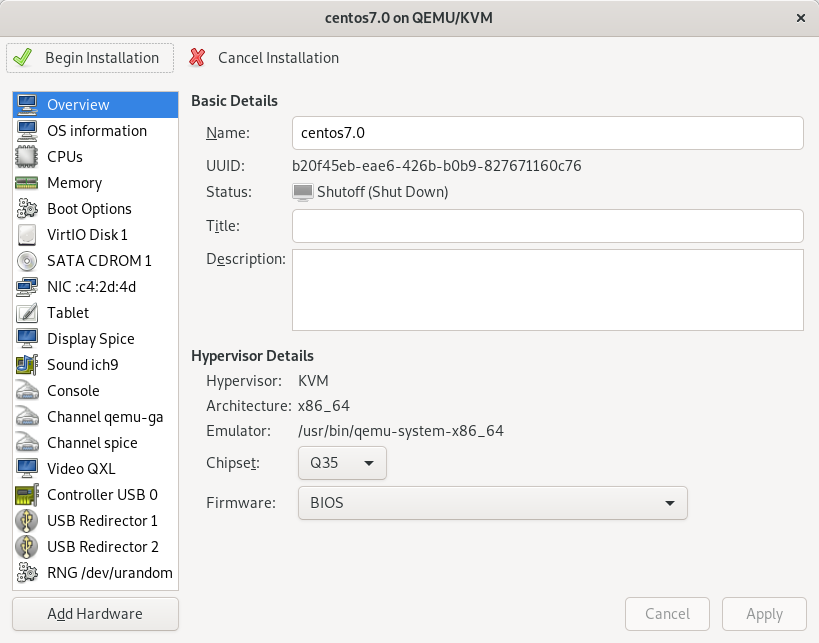 centos7.0 on QEMU/KVM
Begin Installation
Cancel Installation
Overview
OS information
CPUs
Memory
Boot Options
VirtIO Disk 1
SATA CDROM 1
NIC :c4:2d:4d
Tablet
Display Spice
Sound ich9
Console
Channel qemu-ga
Channel spice
Video QXL
Controller USB 0
USB Redirector 1
USB Redirector 2
RNG /dev/urandom
Add Hardware
Basic Details
Name: centos7.0
UUID: b20f45eb-eae6-426b-b0b9-827671160c76
Status: Shutoff (Shut Down)
Title:
Description:
Hypervisor Details
Hypervisor: KVM
Architecture: x86_64
Emulator: /usr/bin/qemu-system-x86_64
Chipset: Q35
Firmware: BIOS
Cancel
Apply